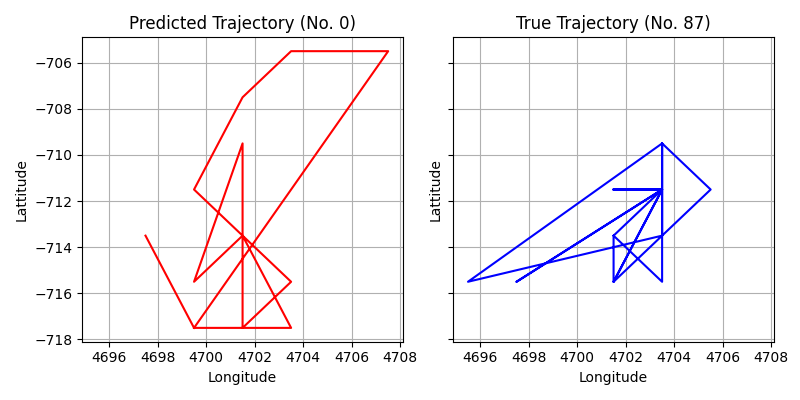 Predicted Trajectory (No. 0)
True Trajectory (No. 87)
Lattitude
−706
−708
−710
−712
−714
−716
−718
4696 4698 4700 4702 4704 4706 4708
Longitude
Lattitude
4696 4698 4700 4702 4704 4706 4708
Longitude